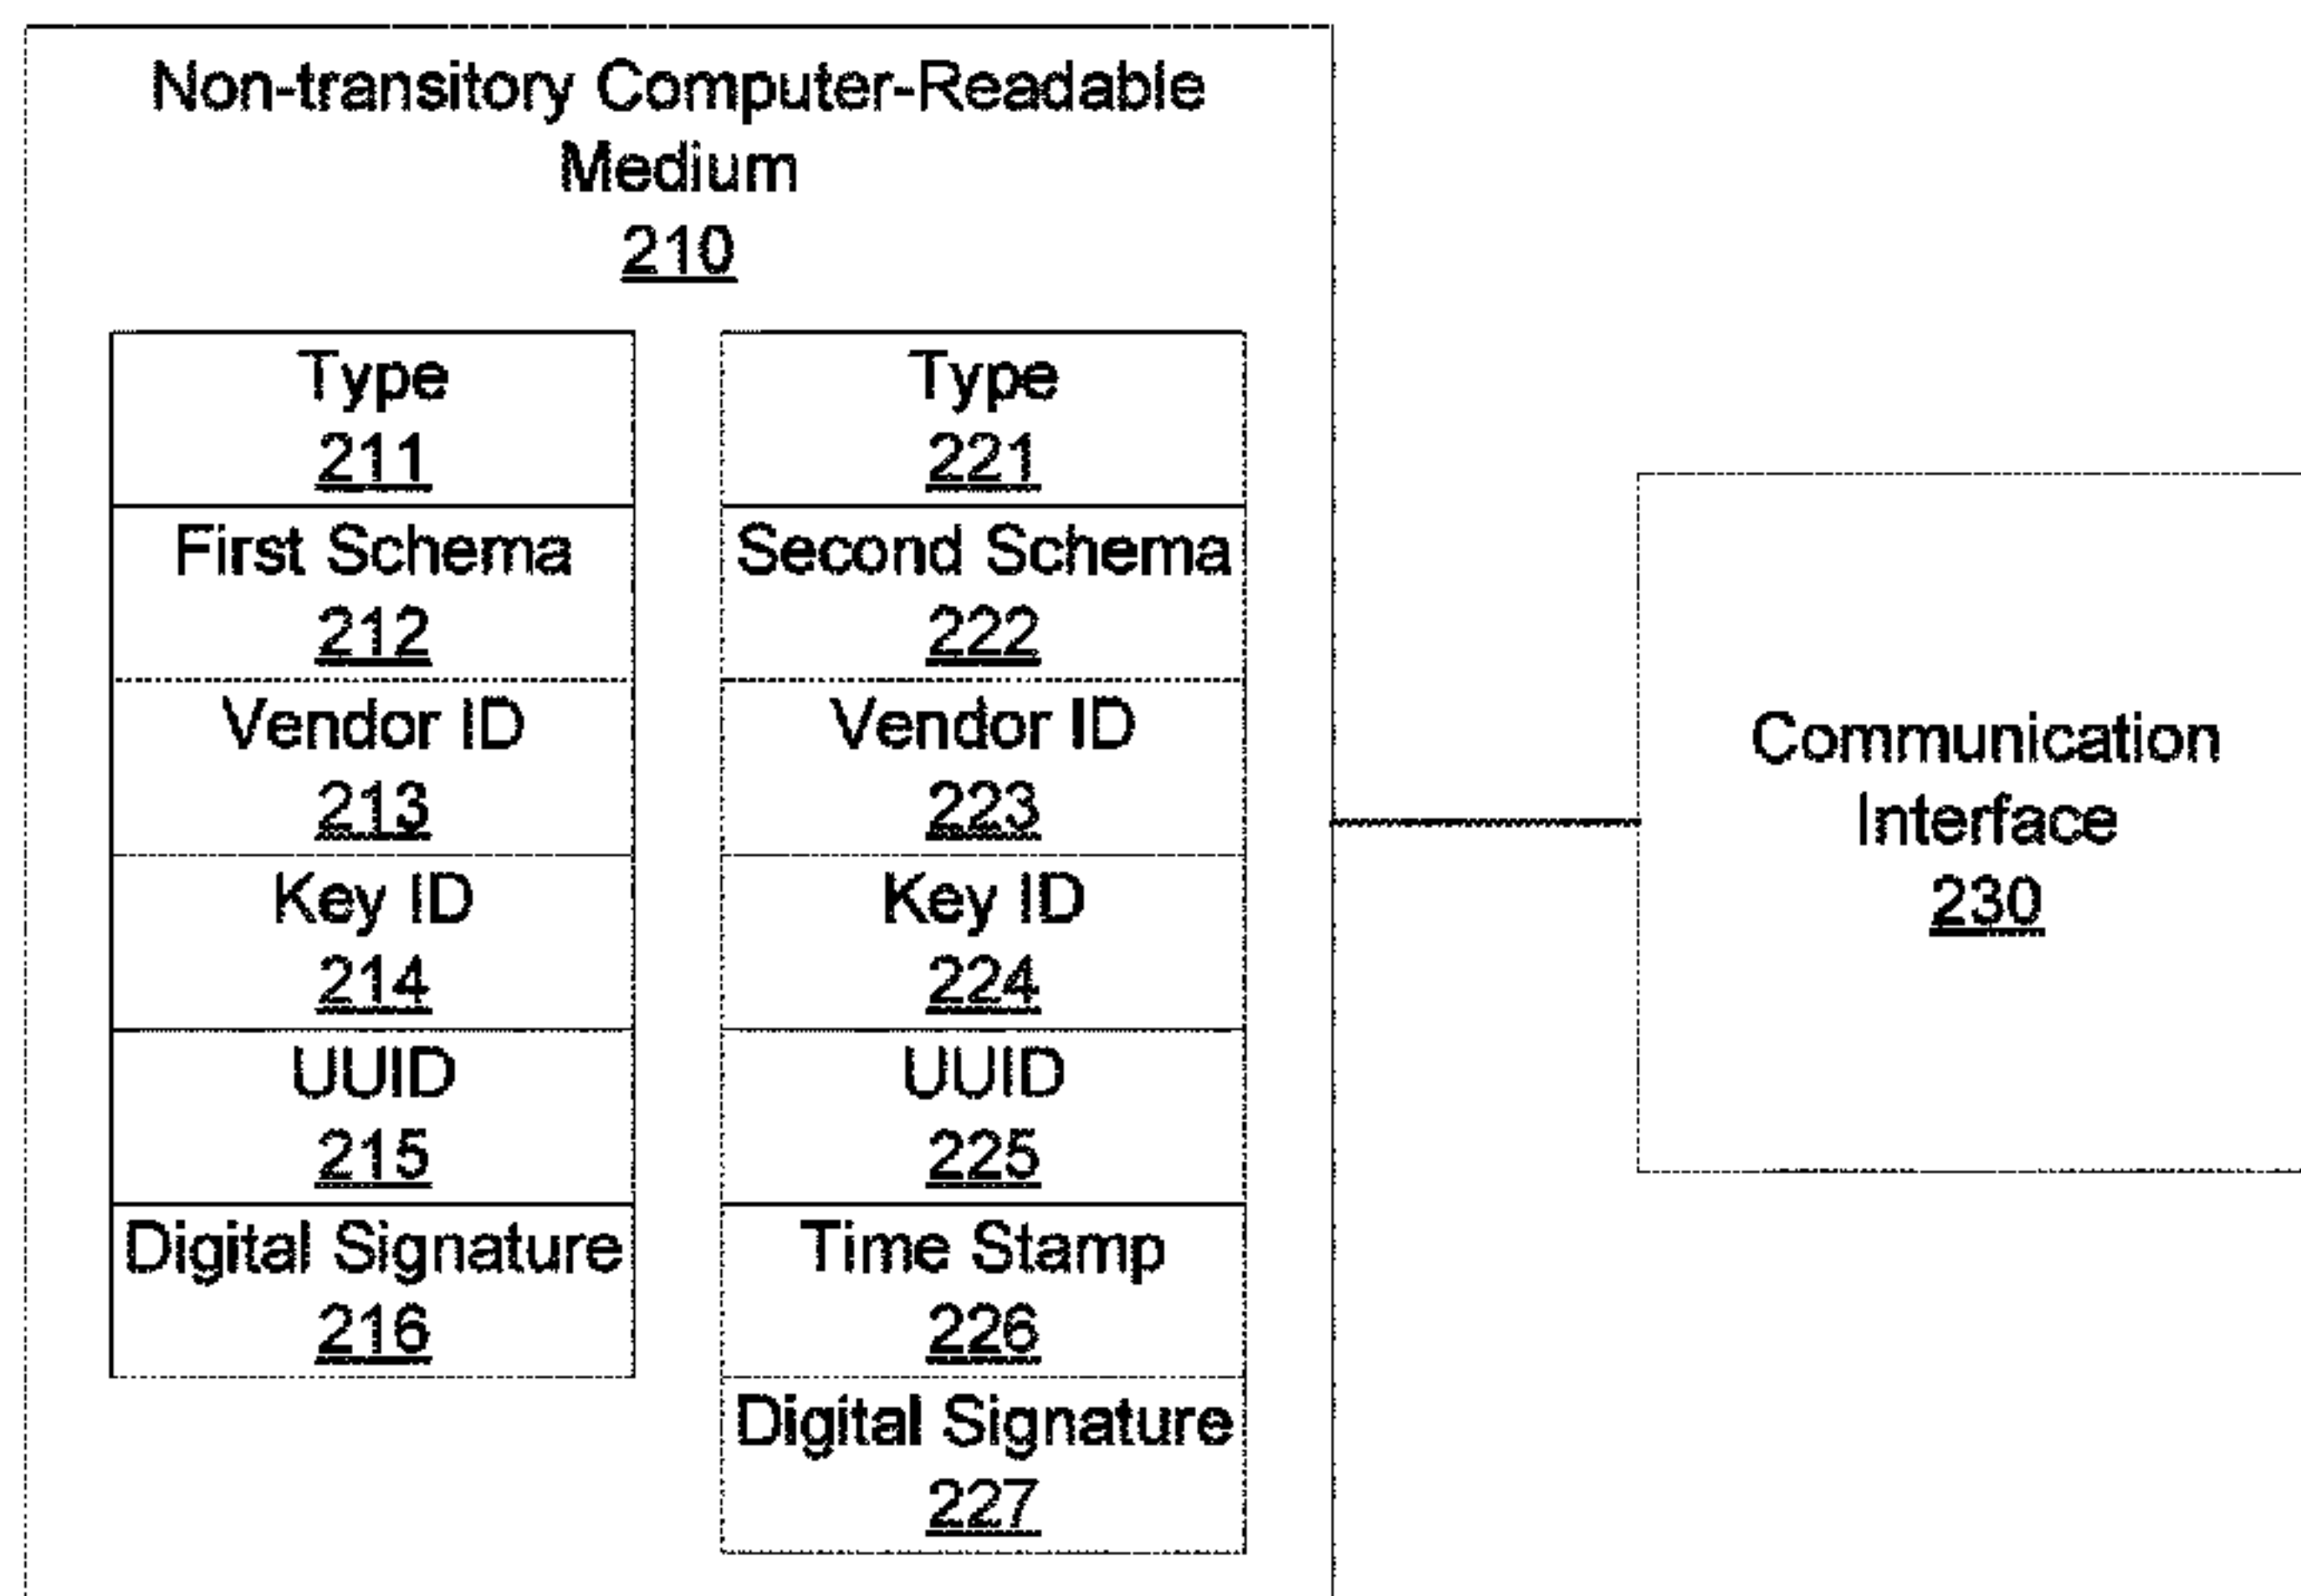 Non-transitory Computer-Readable
Medium
210
Type
211
First Schema
212
Vendor ID
213
Key ID
214
UUID
215
Digital Signature
216
Type
221
Second Schema
222
Vendor ID
223
Key ID
224
UUID
225
Time Stamp
226
Digital Signature
227
Communication
Interface
230